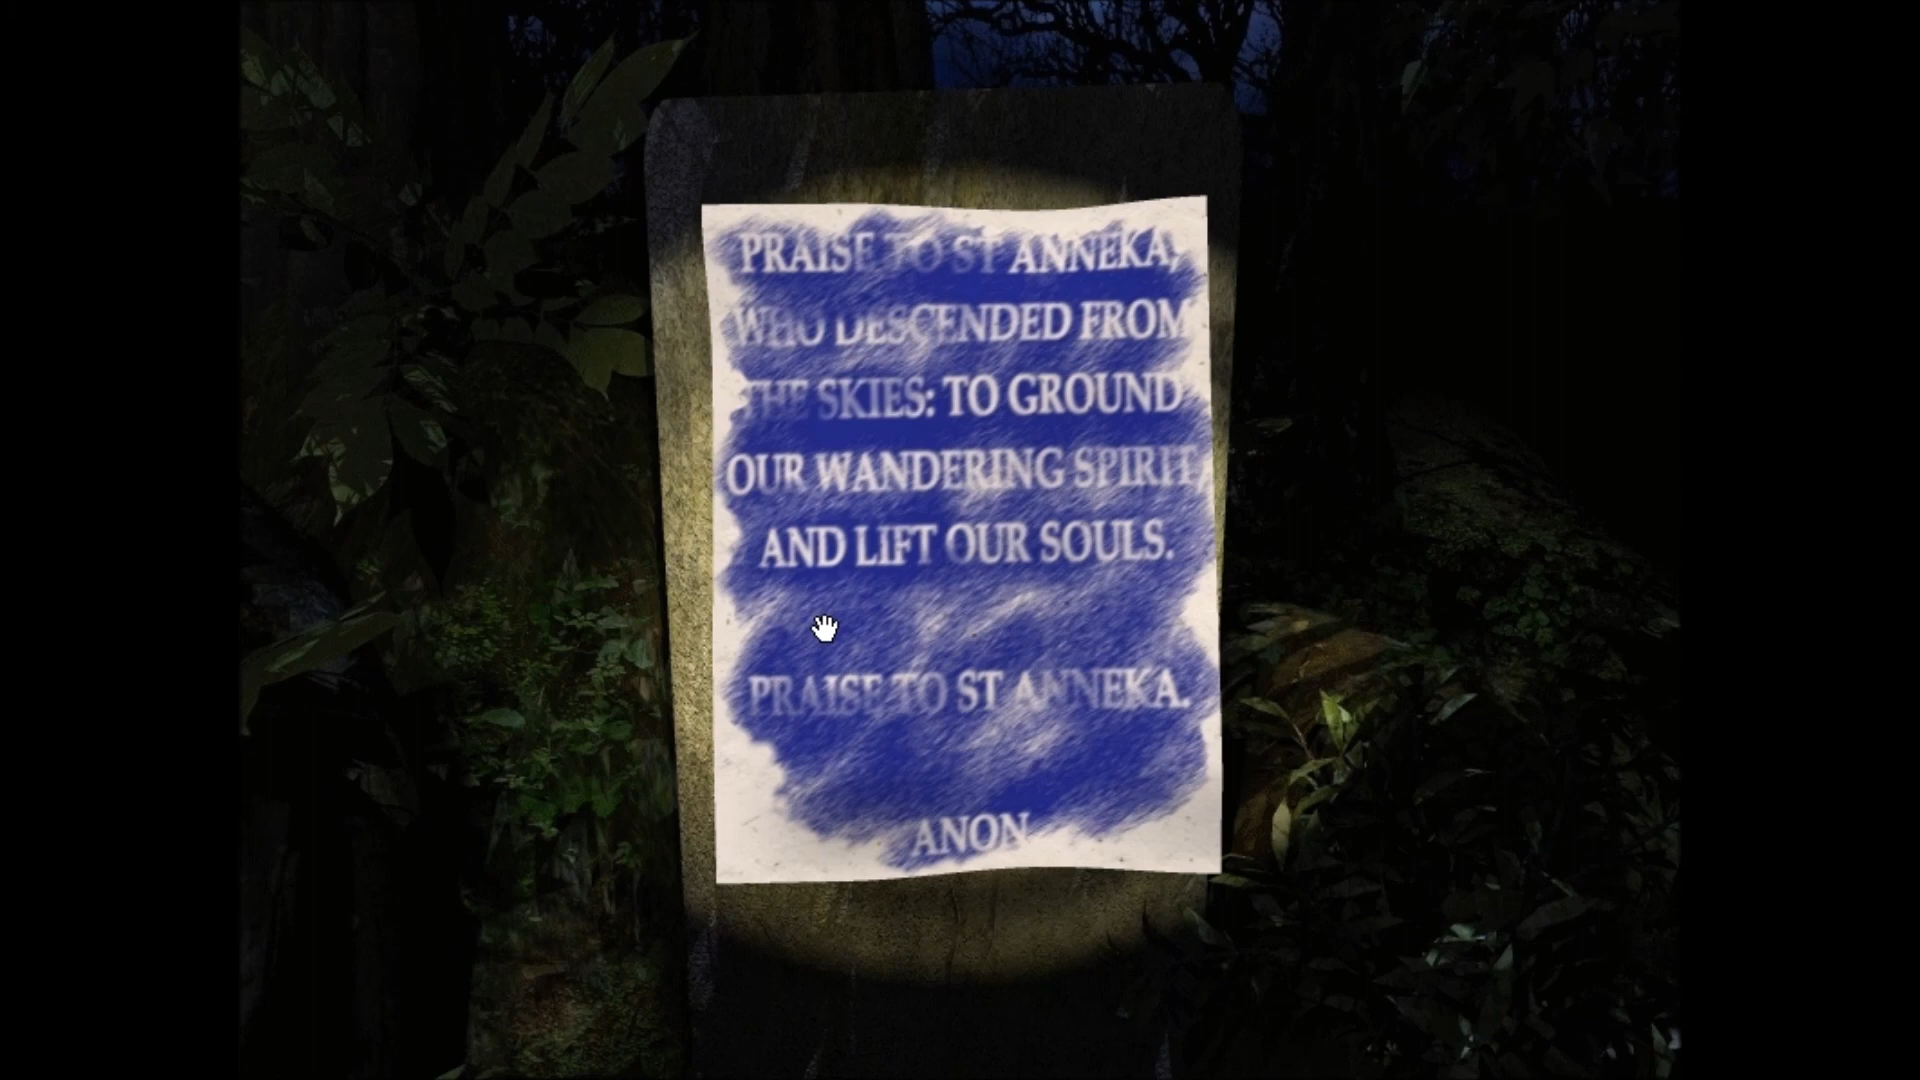 PRAISE TO ST ANNEKA,
WHO DESCENDED FROM
THE SKIES: TO GROUND
OUR WANDERING SPIRIT,
AND LIFT OUR SOULS.
PRAISE TO ST ANNEKA.
ANON